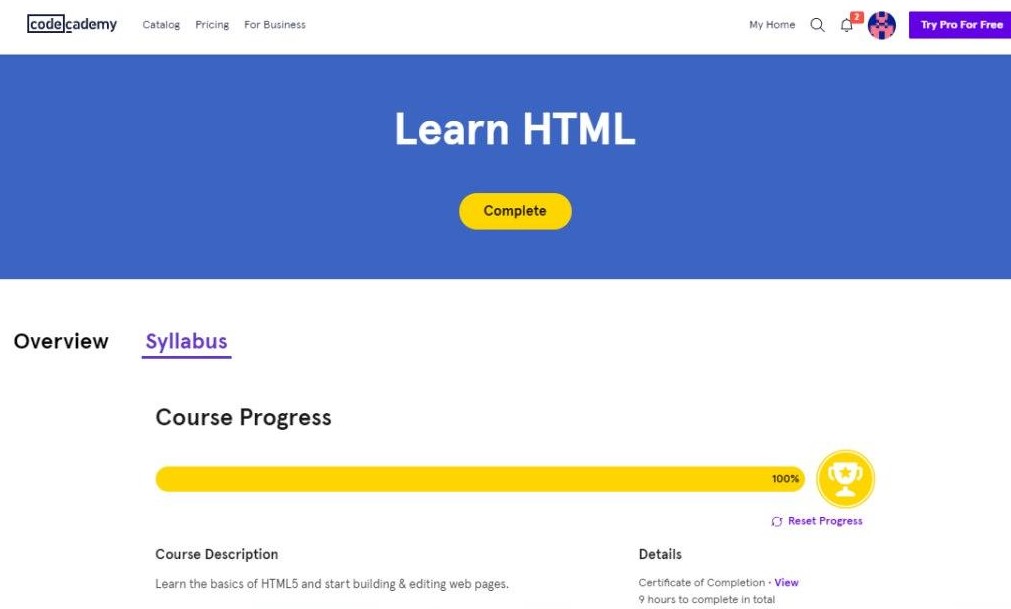 codecademy Catalog Pricing For Business My Home 2 Try Pro For Free
Learn HTML
Complete
Overview Syllabus
Course Progress
100%
Reset Progress
Course Description
Learn the basics of HTML5 and start building & editing web pages.
Details
Certificate of Completion • View
9 hours to complete in total